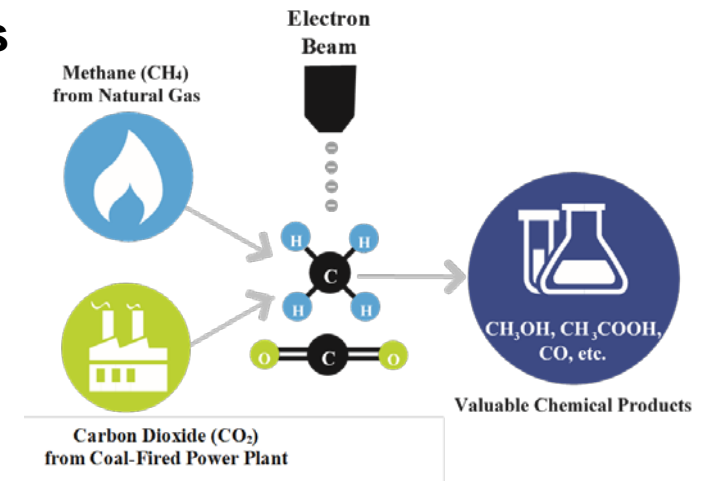 s
Electron
Beam
Methane (CH₄)
from Natural Gas
H
H
C
H
H
O
C
O
CH₃OH, CH₃COOH,
CO, etc.
Valuable Chemical Products
Carbon Dioxide (CO₂)
from Coal-Fired Power Plant